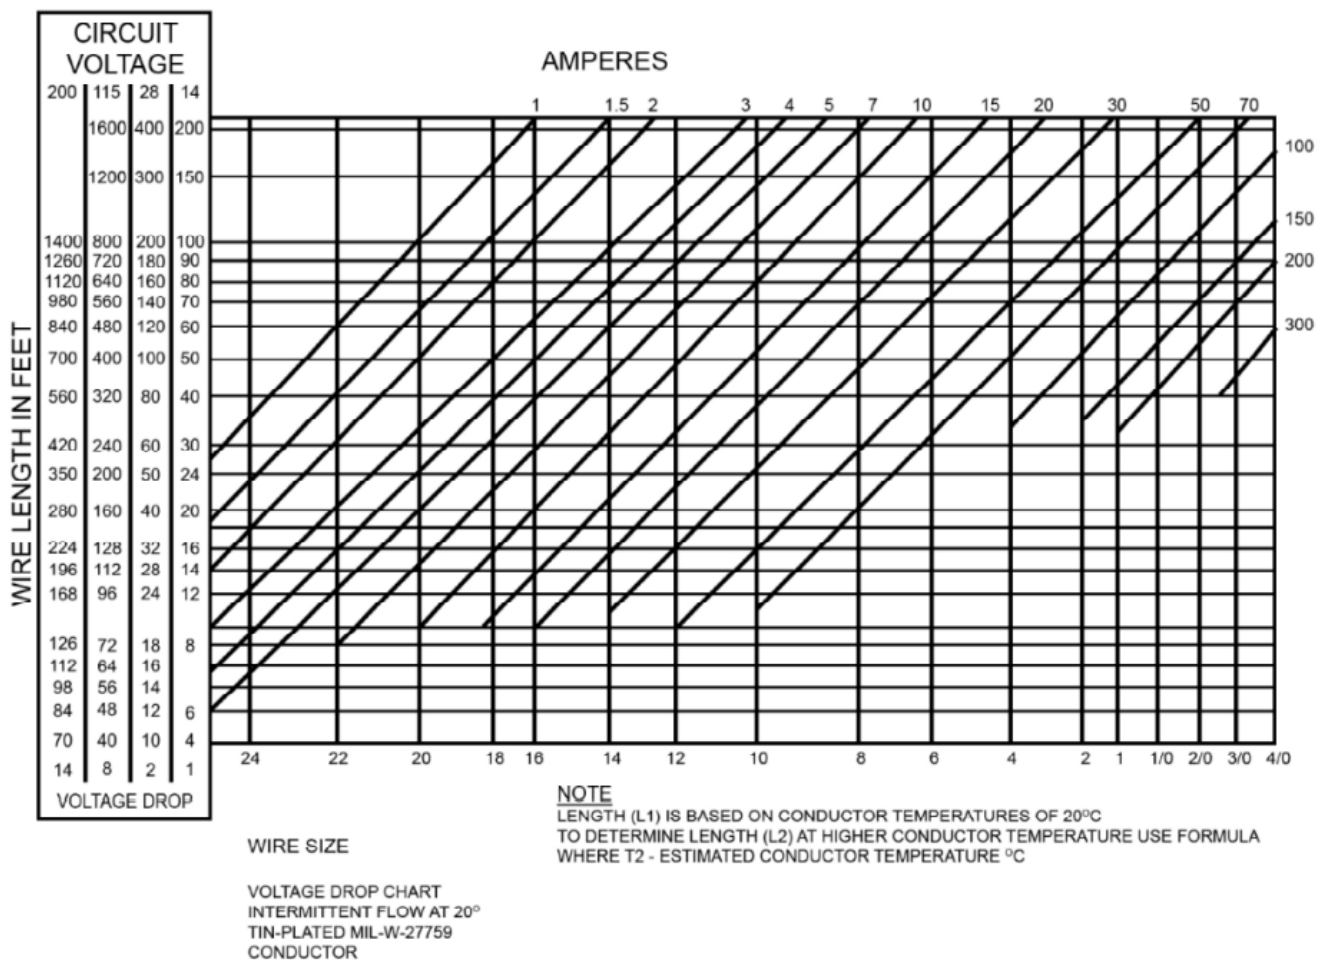 CIRCUIT
VOLTAGE
AMPERES
200 115 28 14
1 1.5 2 3 4 5 7 10 15 20 30 50 70
1600 400 200
100
1200 300 150
150
1400 800 200 100
1260 720 180 90
200
1120 640 160 80
980 560 140 70
840 480 120 60
300
700 400 100 50
560 320 80 40
420 240 60 30
350 200 50 24
280 160 40 20
224 128 32 16
196 112 28 14
168 96 24 12
126 72 18 8
112 64 16
98 56 14
84 48 12 6
70 40 10 4
14 8 2 1
WIRE LENGTH IN FEET
24 22 20 18 16 14 12 10 8 6 4 2 1 1/0 2/0 3/0 4/0
VOLTAGE DROP
NOTE
LENGTH (L1) IS BASED ON CONDUCTOR TEMPERATURES OF 20°C
TO DETERMINE LENGTH (L2) AT HIGHER CONDUCTOR TEMPERATURE USE FORMULA
WHERE T2 - ESTIMATED CONDUCTOR TEMPERATURE °C
WIRE SIZE
VOLTAGE DROP CHART
INTERMITTENT FLOW AT 20°
TIN-PLATED MIL-W-27759
CONDUCTOR